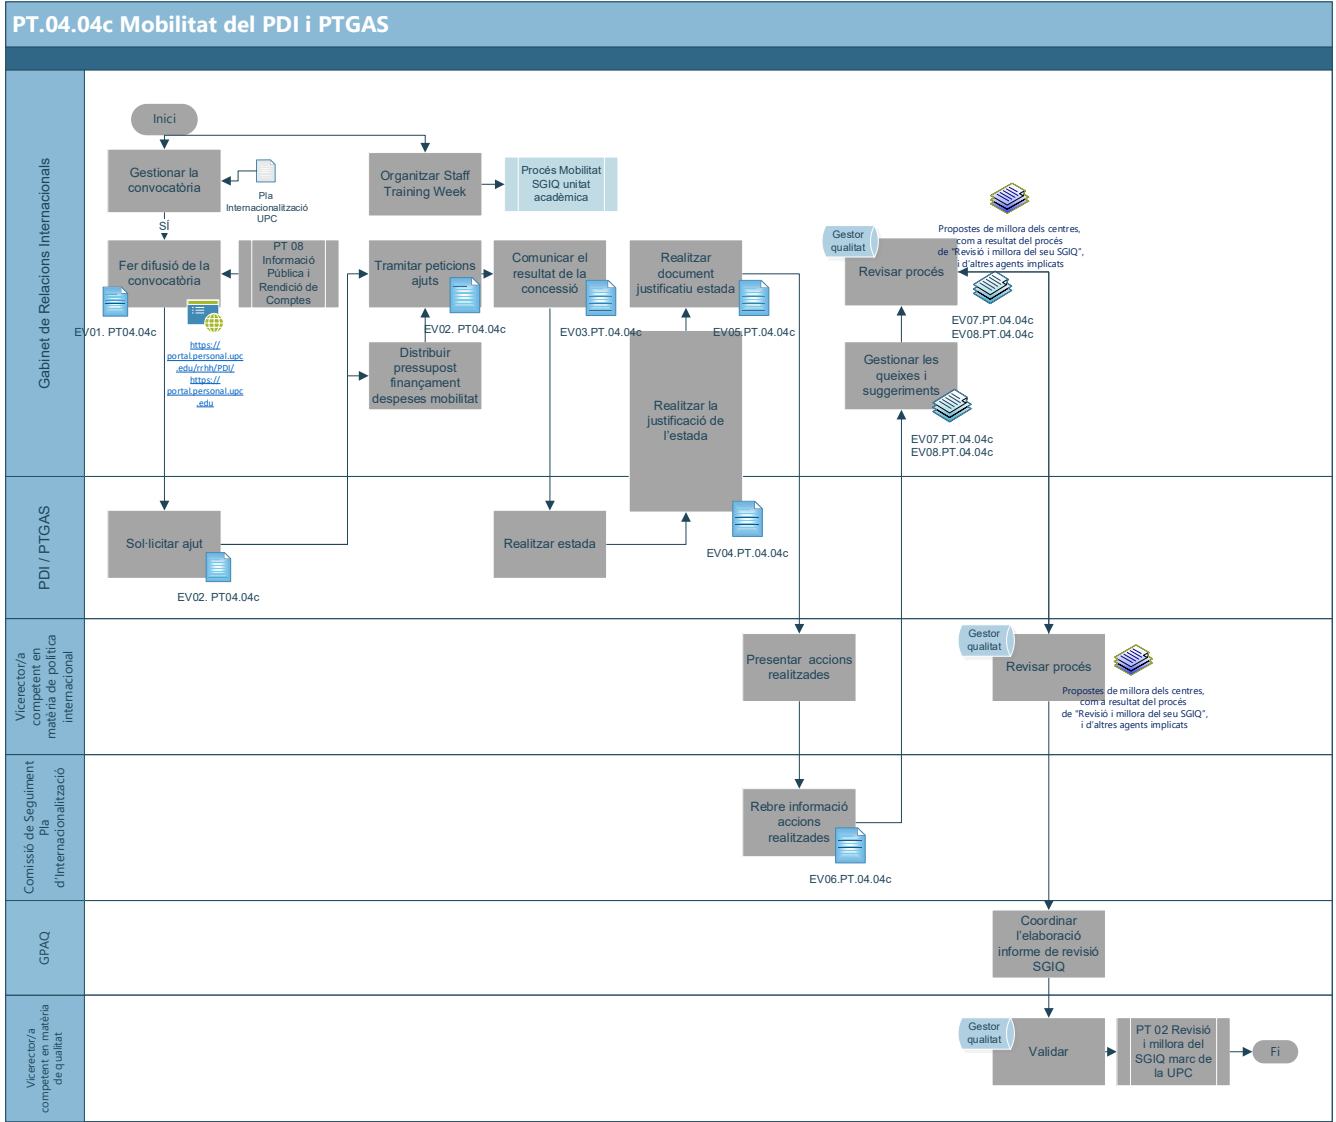 PT.04.04c Mobilitat del PDI i PTGAS
Gabinet de Relacions Internacionals
Inici
Gestionar la
convocatòria
Pla
Internacionalització
UPC
SÍ
Organitzar Staff
Training Week
Procés Mobilitat
SGIQ unitat
acadèmica
Fer difusió de la
convocatòria
EV01. PT04.04c
https://
portal.personal.upc
.edu/rrhh/PDI/
https://
portal.personal.upc
.edu
PT 08
Informació
Pública i
Rendició de
Comptes
Tramitar peticions
ajuts
EV02. PT04.04c
Distribuir
pressupost
finançament
despeses mobilitat
Comunicar el
resultat de la
concessió
EV03.PT.04.04c
Realitzar
document
justificatiu estada
EV05.PT.04.04c
Realitzar la
justificació de
l'estada
Gestor
qualitat
Revisar procés
Propostes de millora dels centres,
com a resultat del procés
de "Revisió i millora del seu SGIQ",
i d'altres agents implicats
EV07.PT.04.04c
EV08.PT.04.04c
Gestionar les
queixes i
suggeriments
EV07.PT.04.04c
EV08.PT.04.04c
PDI / PTGAS
Sol·licitar ajut
EV02. PT04.04c
Realitzar estada
EV04.PT.04.04c
Vicerector/a
competent en
matèria de política
internacional
Presentar accions
realitzades
Gestor
qualitat
Revisar procés
Propostes de millora dels centres,
com a resultat del procés
de "Revisió i millora del seu SGIQ",
i d'altres agents implicats
Comissió de Seguiment
Pla
d'Internacionalització
Rebre informació
accions
realitzades
EV06.PT.04.04c
GPAQ
Coordinar
l'elaboració
informe de revisió
SGIQ
Vicerector/a
competent en matèria
de qualitat
Gestor
qualitat
Validar
PT 02 Revisió
i millora del
SGIQ marc de
la UPC
Fi